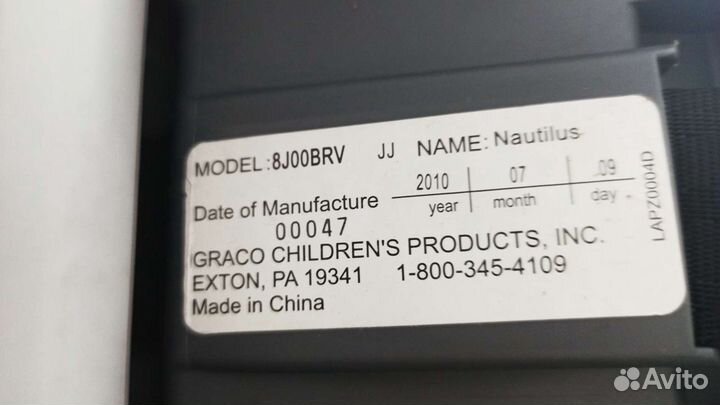 MODEL:8J00BRV JJ NAME: Nautilus
Date of Manufacture 2010 07 09
year month day
00047
GRACO CHILDREN'S PRODUCTS, INC.
EXTON, PA 19341 1-800-345-4109
Made in China
LAPZ0004D
Avito